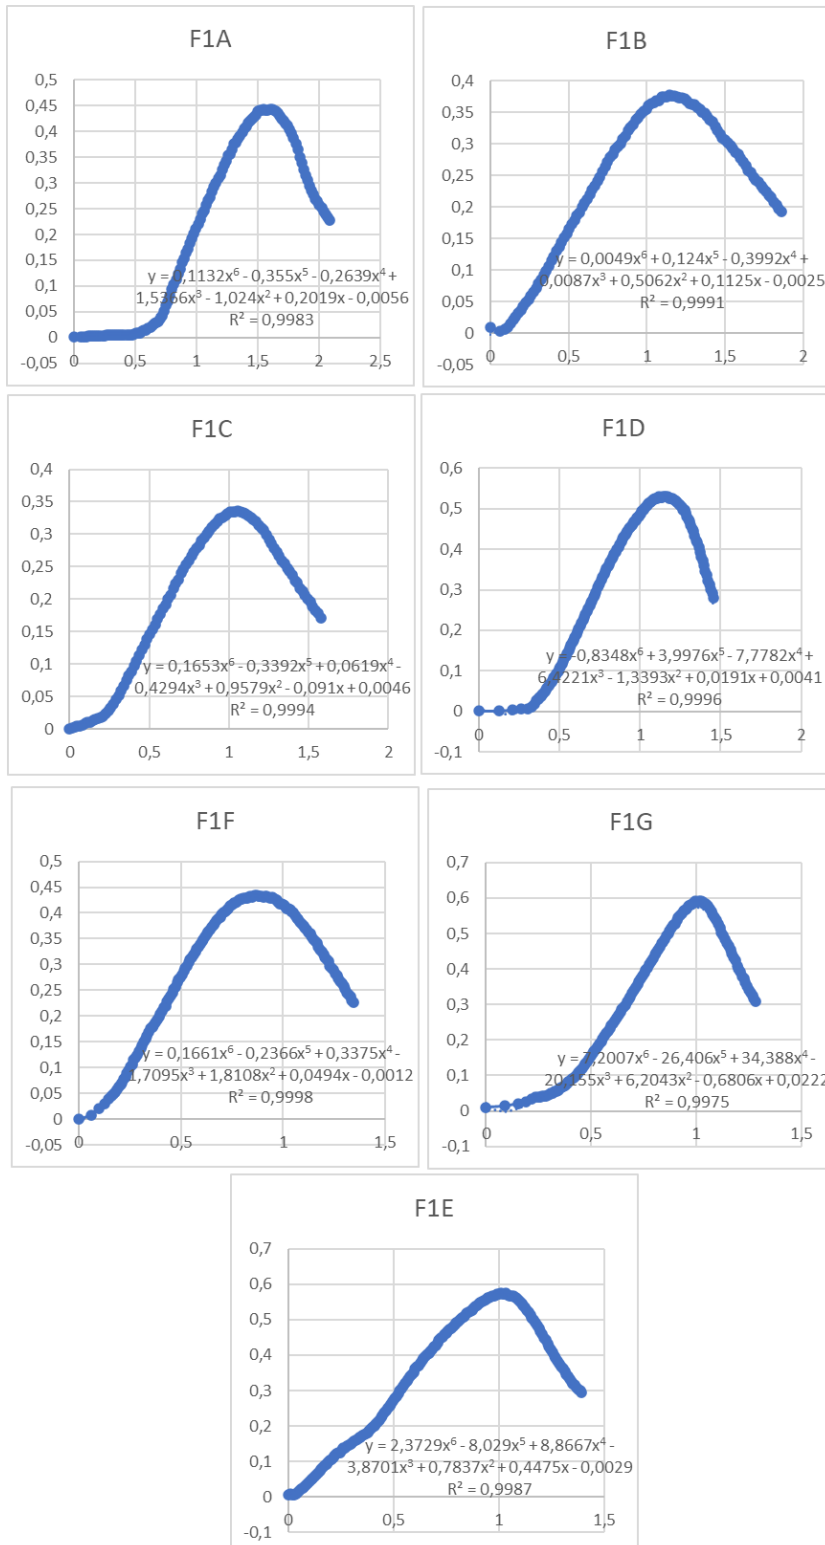 F1A
0,5
0,45
0,4
0,35
0,3
0,25
0,2
0,15
0,1
0,05
0
-0,05
0 0,5 1 1,5 2 2,5
y = 0,1132x⁶ - 0,355x⁵ - 0,2639x⁴ +
1,5366x³ - 1,024x² + 0,2019x - 0,0056
R² = 0,9983
F1B
0,4
0,35
0,3
0,25
0,2
0,15
0,1
0,05
0
-0,05
0 0,5 1 1,5 2
y = 0,0049x⁶ + 0,124x⁵ - 0,3992x⁴ +
0,0087x³ + 0,5062x² + 0,1125x - 0,0025
R² = 0,9991
F1C
0,4
0,35
0,3
0,25
0,2
0,15
0,1
0,05
0
0 0,5 1 1,5 2
y = 0,1653x⁶ - 0,3392x⁵ + 0,0619x⁴ -
0,4294x³ + 0,9579x² - 0,091x + 0,0046
R² = 0,9994
F1D
0,6
0,5
0,4
0,3
0,2
0,1
0
-0,1
0 0,5 1 1,5 2
y = -0,8348x⁶ + 3,9976x⁵ - 7,7782x⁴ +
6,4221x³ - 1,3393x² + 0,0191x + 0,0041
R² = 0,9996
F1F
0,5
0,45
0,4
0,35
0,3
0,25
0,2
0,15
0,1
0,05
0
-0,05
0 0,5 1 1,5
y = 0,1661x⁶ - 0,2366x⁵ + 0,3375x⁴ -
1,7095x³ + 1,8108x² + 0,0494x - 0,0012
R² = 0,9998
F1G
0,7
0,6
0,5
0,4
0,3
0,2
0,1
0
-0,1
0 0,5 1 1,5
y = 7,2007x⁶ - 26,406x⁵ + 34,388x⁴ -
20,155x³ + 6,2043x² - 0,6806x + 0,0222
R² = 0,9975
F1E
0,7
0,6
0,5
0,4
0,3
0,2
0,1
0
-0,1
0 0,5 1 1,5
y = 2,3729x⁶ - 8,029x⁵ + 8,8667x⁴ -
3,8701x³ + 0,7837x² + 0,4475x - 0,0029
R² = 0,9987